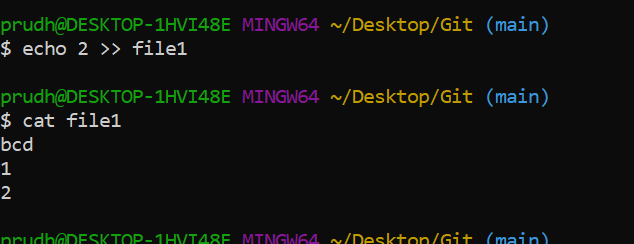 prudh@DESKTOP-1HVI48E MINGW64 ~/Desktop/Git (main)
$ echo 2 >> file1
prudh@DESKTOP-1HVI48E MINGW64 ~/Desktop/Git (main)
$ cat file1
bcd
1
2
prudh@DESKTOP-1HVI48E MINGW64 ~/Desktop/Git (main)